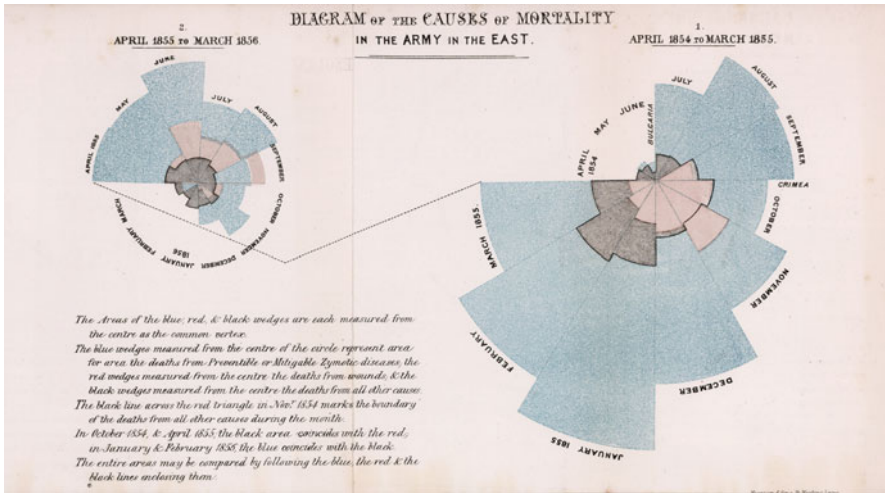 DIAGRAM OF THE CAUSES OF MORTALITY
IN THE ARMY IN THE EAST.
2.
APRIL 1855 TO MARCH 1856.
1.
APRIL 1854 TO MARCH 1855.
APRIL 1855
MAY
JUNE
JULY
AUGUST
SEPTEMBER
OCTOBER
NOVEMBER
DECEMBER
JANUARY 1856
FEBRUARY
MARCH
APRIL 1854
MAY
JUNE
BULGARIA
JULY
AUGUST
SEPTEMBER
CRIMEA
OCTOBER
NOVEMBER
DECEMBER
JANUARY 1855
FEBRUARY
MARCH 1855.
The Areas of the blue, red, & black wedges are each measured from
the centre as the common vertex.
The blue wedges measured from the centre of the circle represent area
for area the deaths from Preventible or Mitigable Zymotic diseases, the
red wedges measured from the centre the deaths from wounds, & the
black wedges measured from the centre the deaths from all other causes.
The black line across the red triangle in Novr. 1854 marks the boundary
of the deaths from all other causes during the month.
In October 1854, & April 1855, the black area coincides with the red;
in January & February 1856, the blue coincides with the black.
The entire areas may be compared by following the blue, the red & the
black lines enclosing them.